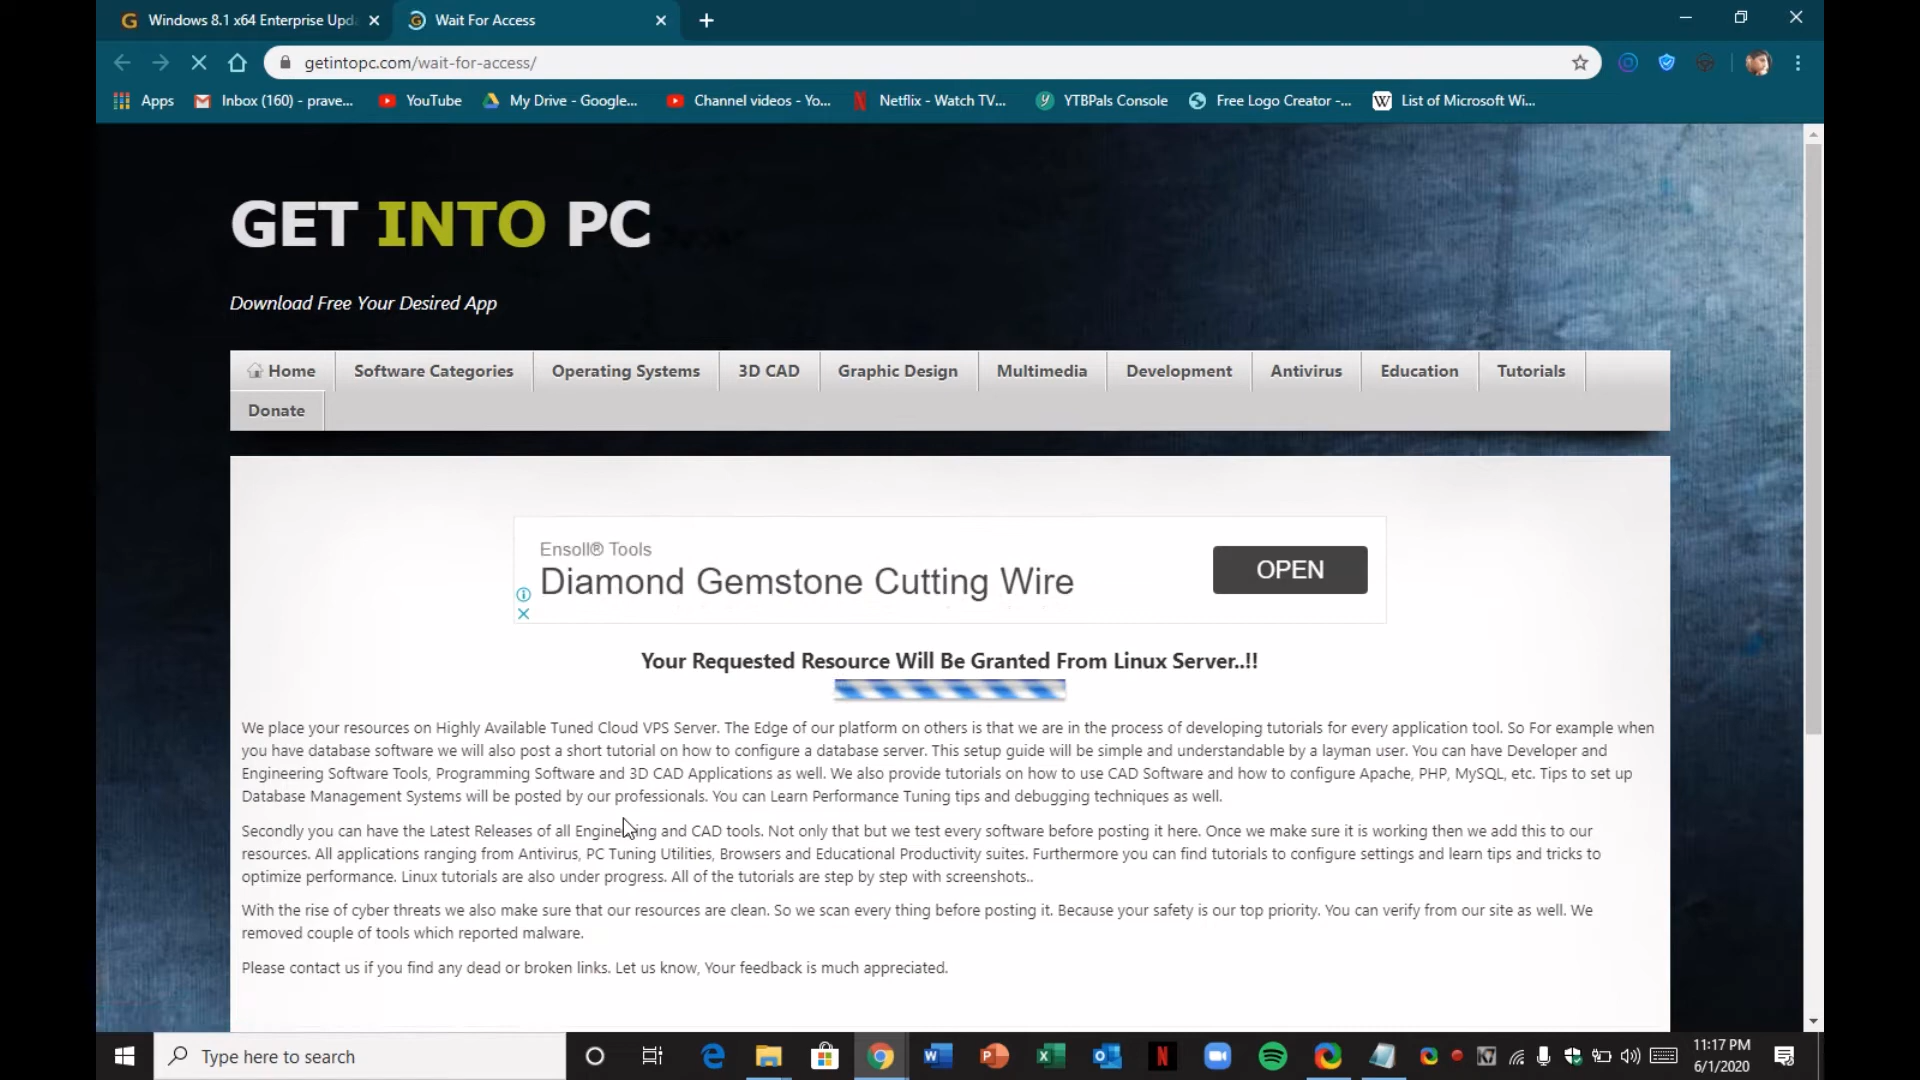 Windows 8.1 x64 Enterprise Upd
Wait For Access
getintopc.com/wait-for-access/
Apps
Inbox (160) - prave...
YouTube
My Drive - Google...
Channel videos - Yo...
Netflix - Watch TV...
YTBPals Console
Free Logo Creator -...
List of Microsoft Wi...
GET INTO PC
Download Free Your Desired App
Home
Software Categories
Operating Systems
3D CAD
Graphic Design
Multimedia
Development
Antivirus
Education
Tutorials
Donate
Ensoll® Tools
Diamond Gemstone Cutting Wire
OPEN
Your Requested Resource Will Be Granted From Linux Server..!!
We place your resources on Highly Available Tuned Cloud VPS Server. The Edge of our platform on others is that we are in the process of developing tutorials for every application tool. So For example when
you have database software we will also post a short tutorial on how to configure a database server. This setup guide will be simple and understandable by a layman user. You can have Developer and
Engineering Software Tools, Programming Software and 3D CAD Applications as well. We also provide tutorials on how to use CAD Software and how to configure Apache, PHP, MySQL, etc. Tips to set up
Database Management Systems will be posted by our professionals. You can Learn Performance Tuning tips and debugging techniques as well.
Secondly you can have the Latest Releases of all Engineering and CAD tools. Not only that but we test every software before posting it here. Once we make sure it is working then we add this to our
resources. All applications ranging from Antivirus, PC Tuning Utilities, Browsers and Educational Productivity suites. Furthermore you can find tutorials to configure settings and learn tips and tricks to
optimize performance. Linux tutorials are also under progress. All of the tutorials are step by step with screenshots..
With the rise of cyber threats we also make sure that our resources are clean. So we scan every thing before posting it. Because your safety is our top priority. You can verify from our site as well. We
removed couple of tools which reported malware.
Please contact us if you find any dead or broken links. Let us know, Your feedback is much appreciated.
Type here to search
11:17 PM
6/1/2020